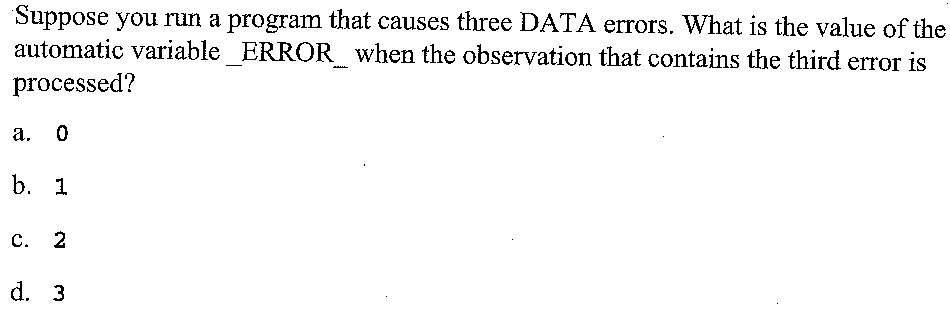 Suppose you run a program that causes three DATA errors. What is the value of the
automatic variable _ERROR_ when the observation that contains the third error is
processed?
a. 0
b. 1
c. 2
d. 3